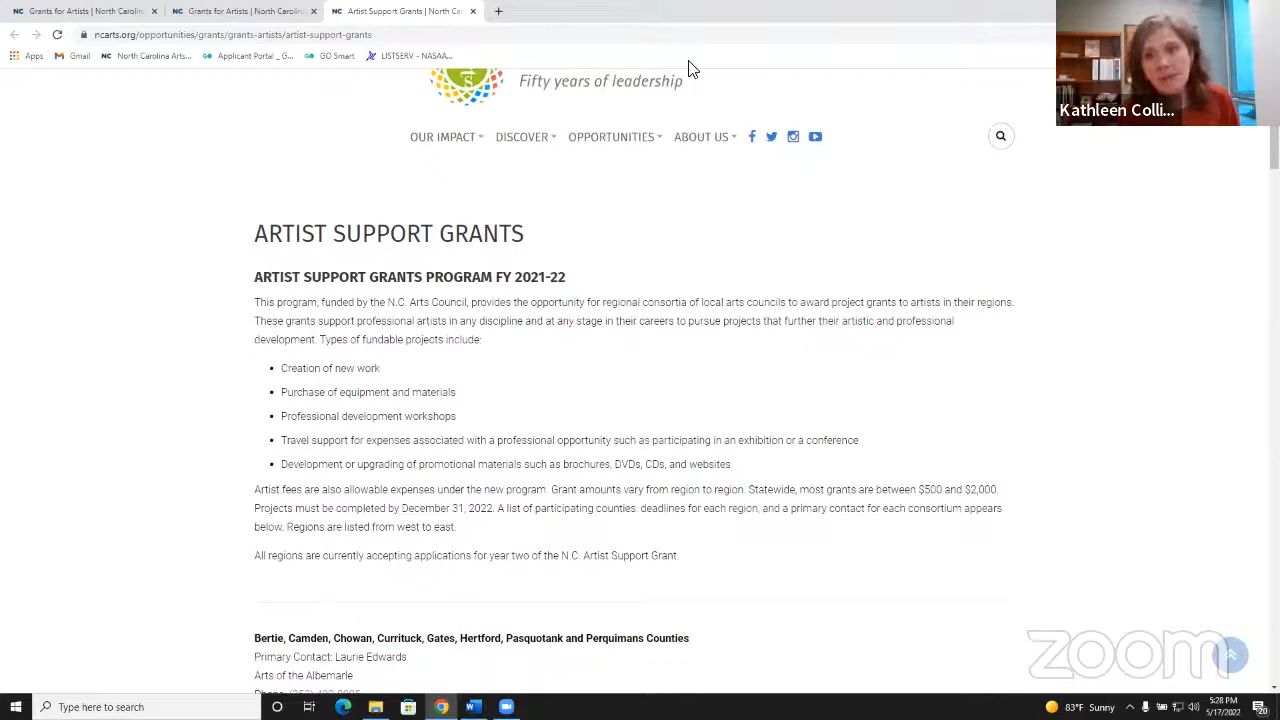 Grants for Artists | North Carolin
Grants for Artists | North Carolin
Artist Support Grants | North Ca
ncarts.org/opportunities/grants/grants-artists/artist-support-grants
Apps
Gmail
North Carolina Arts...
Applicant Portal _ G...
GO Smart
LISTSERV - NASAA...
Fifty years of leadership
OUR IMPACT
DISCOVER
OPPORTUNITIES
ABOUT US
Kathleen Colli...
ARTIST SUPPORT GRANTS
ARTIST SUPPORT GRANTS PROGRAM FY 2021-22
This program, funded by the N.C. Arts Council, provides the opportunity for regional consortia of local arts councils to award project grants to artists in their regions.
These grants support professional artists in any discipline and at any stage in their careers to pursue projects that further their artistic and professional
development. Types of fundable projects include:
• Creation of new work
• Purchase of equipment and materials
• Professional development workshops
• Travel support for expenses associated with a professional opportunity such as participating in an exhibition or a conference
• Development or upgrading of promotional materials such as brochures, DVDs, CDs, and websites
Artist fees are also allowable expenses under the new program. Grant amounts vary from region to region. Statewide, most grants are between $500 and $2,000.
Projects must be completed by December 31, 2022. A list of participating counties, deadlines for each region, and a primary contact for each consortium appears
below. Regions are listed from west to east.
All regions are currently accepting applications for year two of the N.C. Artist Support Grant.
Bertie, Camden, Chowan, Currituck, Gates, Hertford, Pasquotank and Perquimans Counties
Primary Contact: Laurie Edwards
Arts of the Albemarle
zoom
Type here to search
83°F Sunny
5:28 PM
5/17/2022
20